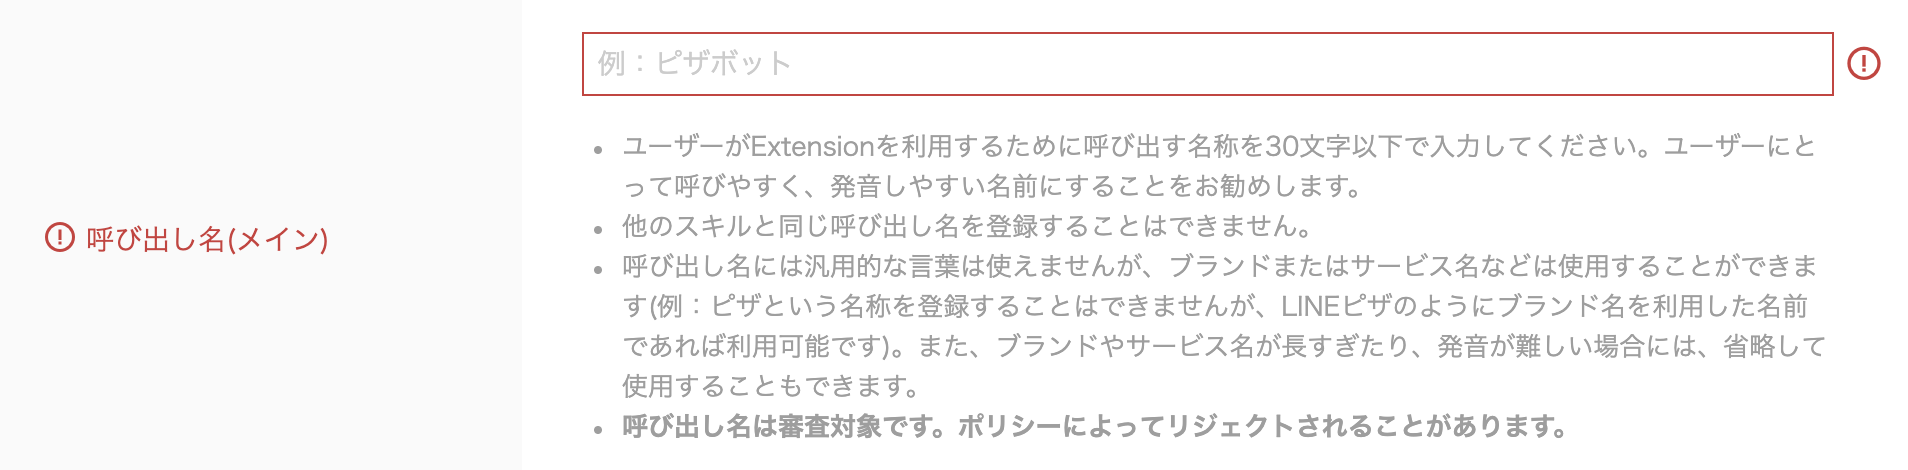 例：ピザボット
呼び出し名(メイン)
• ユーザーがExtensionを利用するために呼び出す名称を30文字以下で入力してください。ユーザーにと
って呼びやすく、発音しやすい名前にすることをお勧めします。
• 他のスキルと同じ呼び出し名を登録することはできません。
• 呼び出し名には汎用的な言葉は使えませんが、ブランドまたはサービス名などは使用することができま
す(例：ピザという名称を登録することはできませんが、LINEピザのようにブランド名を利用した名前
であれば利用可能です)。また、ブランドやサービス名が長すぎたり、発音が難しい場合には、省略して
使用することもできます。
• 呼び出し名は審査対象です。ポリシーによってリジェクトされることがあります。